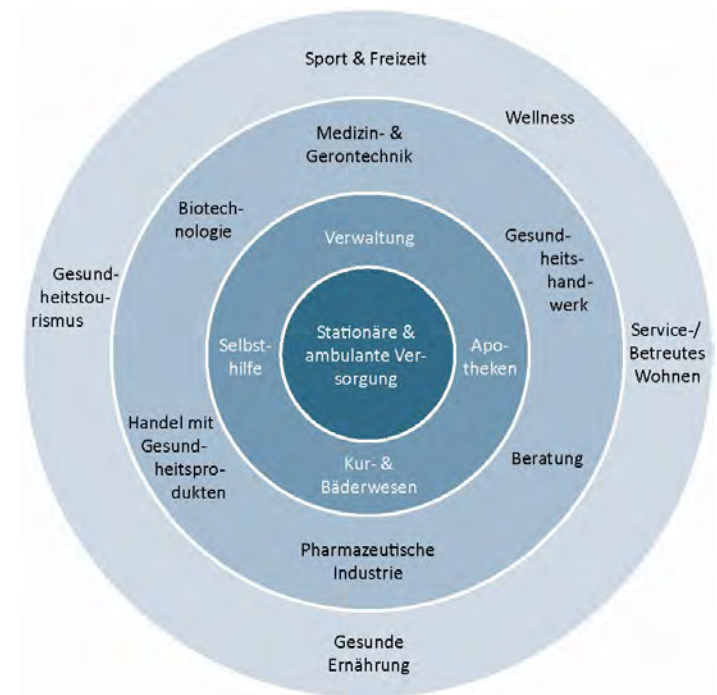 Sport & Freizeit
Wellness
Medizin- &
Gerontechnik
Biotech-
nologie
Verwaltung
Gesund-
heits-
hand-
werk
Gesund-
heitstou-
rismus
Stationäre &
ambulante Ver-
sorgung
Selbst-
hilfe
Apo-
theken
Service-/
Betreutes
Wohnen
Handel mit
Gesund-
heitspro-
dukten
Kur- &
Bäderwesen
Beratung
Pharmazeutische
Industrie
Gesunde
Ernährung